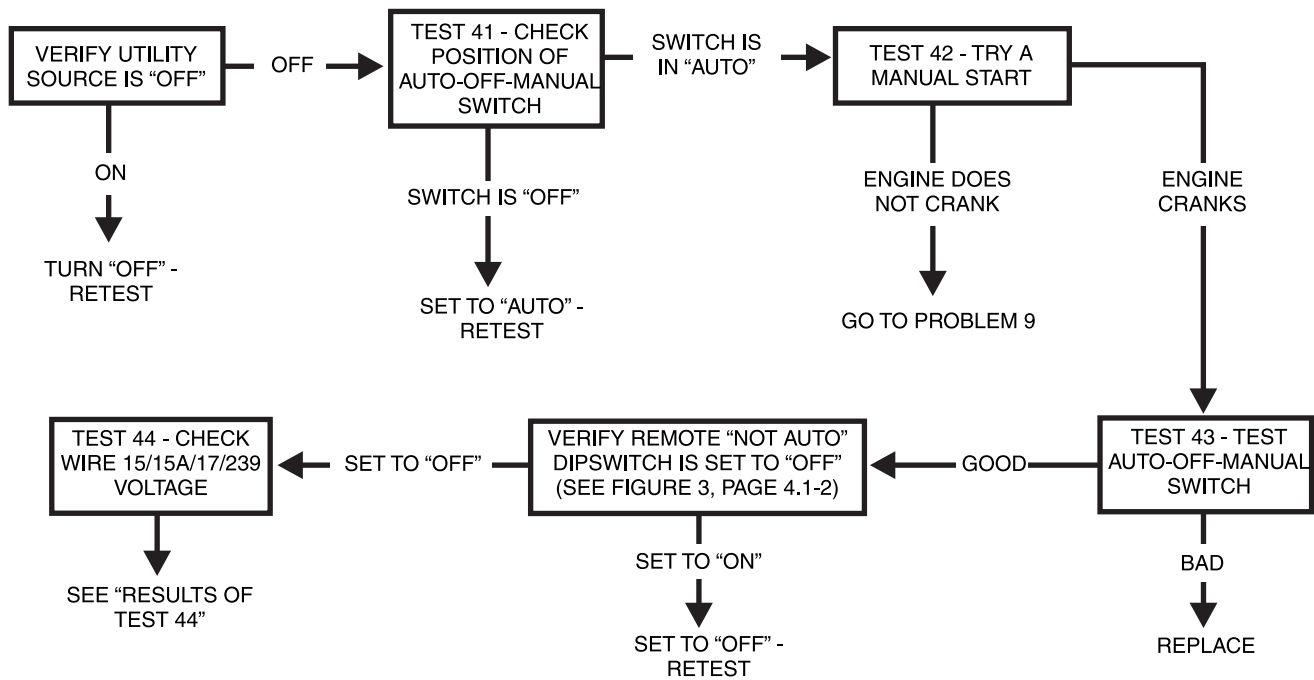 VERIFY UTILITY
SOURCE IS “OFF”
OFF
TEST 41 - CHECK
POSITION OF
AUTO-OFF-MANUAL
SWITCH
SWITCH IS
IN “AUTO”
TEST 42 - TRY A
MANUAL START
ON
TURN “OFF” -
RETEST
SWITCH IS “OFF”
SET TO “AUTO” -
RETEST
ENGINE DOES
NOT CRANK
GO TO PROBLEM 9
ENGINE
CRANKS
TEST 43 - TEST
AUTO-OFF-MANUAL
SWITCH
GOOD
VERIFY REMOTE “NOT AUTO”
DIPSWITCH IS SET TO “OFF”
(SEE FIGURE 3, PAGE 4.1-2)
SET TO “OFF”
TEST 44 - CHECK
WIRE 15/15A/17/239
VOLTAGE
SEE “RESULTS OF
TEST 44”
SET TO “ON”
SET TO “OFF” -
RETEST
BAD
REPLACE